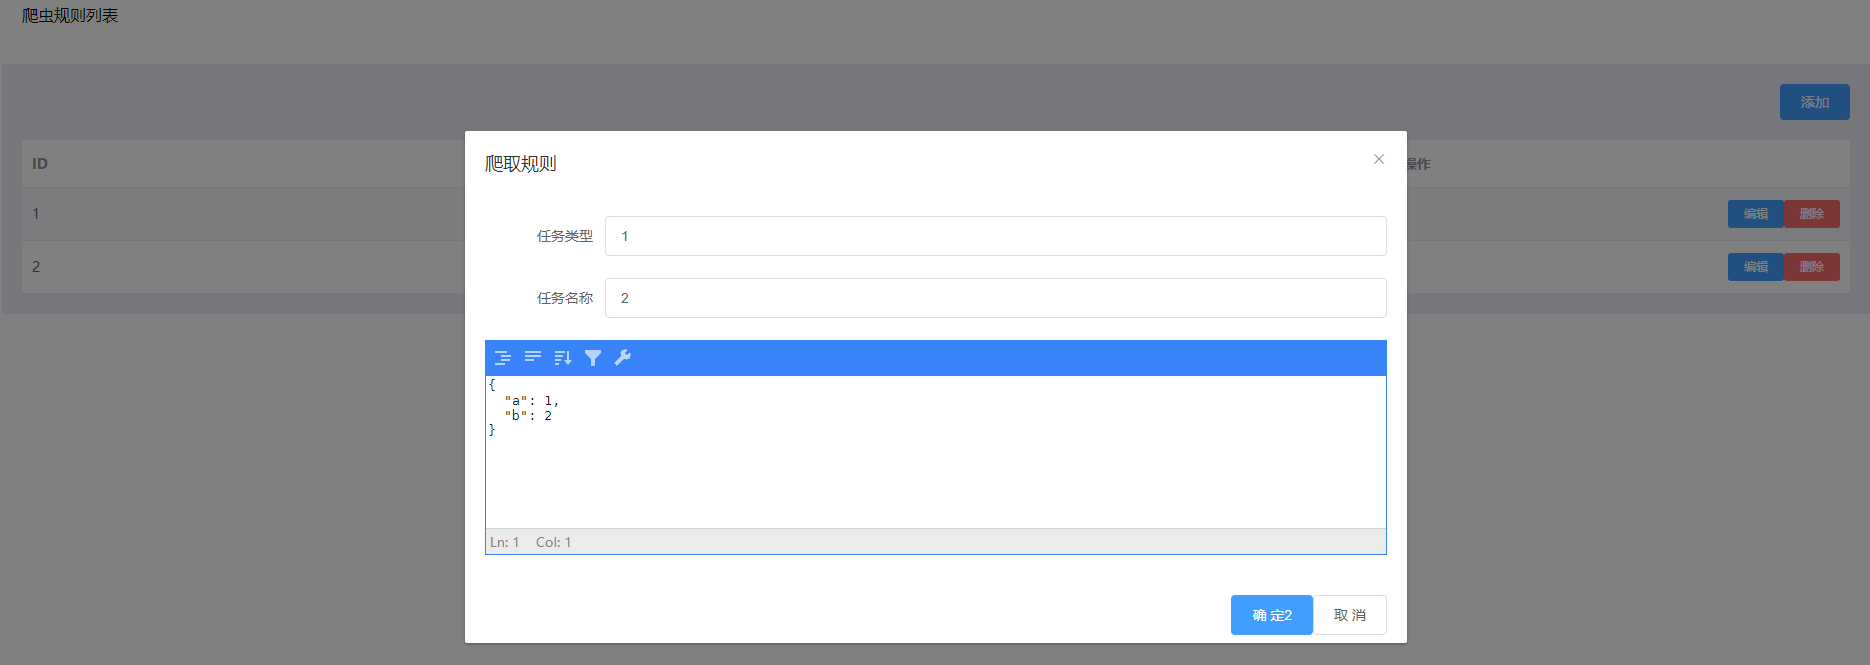 爬虫规则列表
添加
ID
操作
1
编辑 删除
2
编辑 删除
爬取规则
任务类型 1
任务名称 2
{
"a": 1,
"b": 2
}
Ln: 1 Col: 1
确 定2 取 消